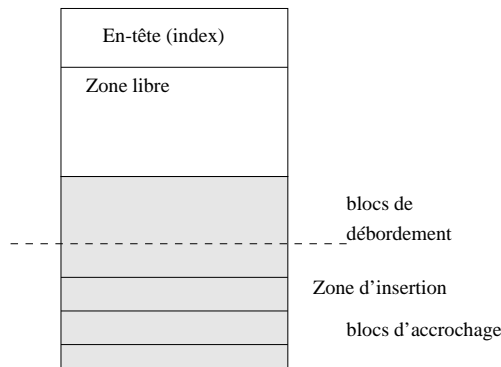 En-tête (index)
Zone libre
blocs de
débordement
Zone d'insertion
blocs d'accrochage